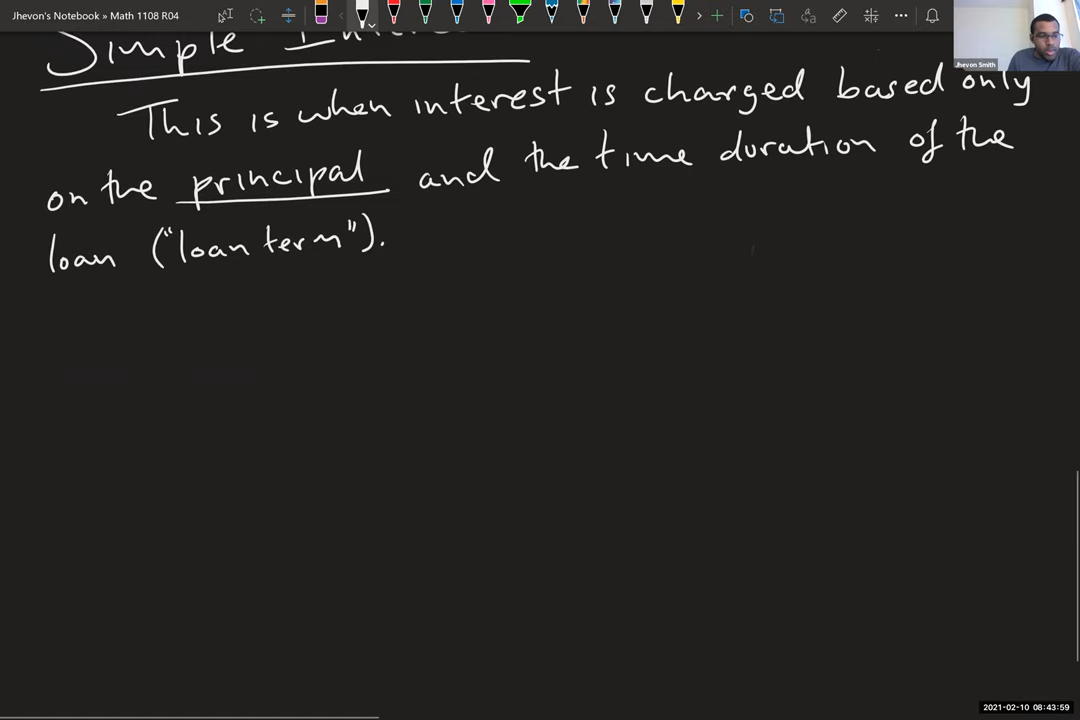 Jhevon's Notebook » Math 1108 R04
Jhevon Smith
Simple
This is when interest is charged based only
on the principal and the time duration of the
loan ("loan term").
2021-02-10 08:43:59